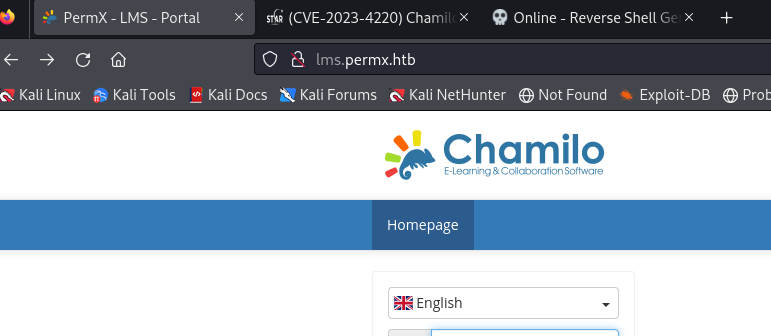 PermX - LMS - Portal
(CVE-2023-4220) Chamil
Online - Reverse Shell Ge
lms.permx.htb
Kali Linux
Kali Tools
Kali Docs
Kali Forums
Kali NetHunter
Not Found
Exploit-DB
Prob
Chamilo
E-Learning & Collaboration Software
Homepage
English